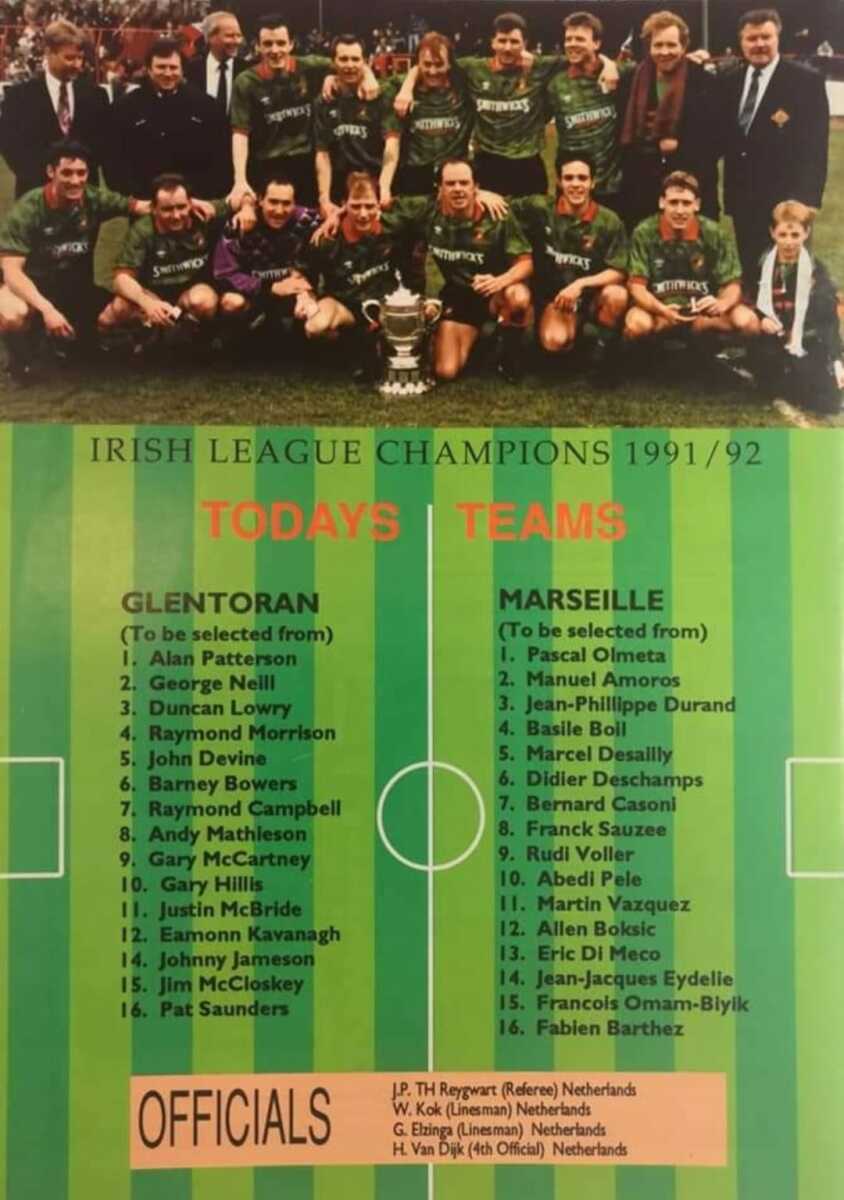 SMITHWICK'S
SMITHWICK'S
SMITHWICK'S
SMITHWICK'S
SMITHWICK'S
IRISH LEAGUE CHAMPIONS 1991/92
TODAYS TEAMS
GLENTORAN
(To be selected from)
1. Alan Patterson
2. George Neill
3. Duncan Lowry
4. Raymond Morrison
5. John Devine
6. Barney Bowers
7. Raymond Campbell
8. Andy Mathieson
9. Gary McCartney
10. Gary Hillis
11. Justin McBride
12. Eamonn Kavanagh
14. Johnny Jameson
15. Jim McCloskey
16. Pat Saunders
MARSEILLE
(To be selected from)
1. Pascal Olmeta
2. Manuel Amoros
3. Jean-Phillippe Durand
4. Basile Boil
5. Marcel Desailly
6. Didier Deschamps
7. Bernard Casoni
8. Franck Sauzee
9. Rudi Voller
10. Abedi Pele
11. Martin Vazquez
12. Allen Boksic
13. Eric Di Meco
14. Jean-Jacques Eydelie
15. Francois Omam-Biyik
16. Fabien Barthez
OFFICIALS
J.P. TH Reygwart (Referee) Netherlands
W. Kok (Linesman) Netherlands
G. Elzinga (Linesman) Netherlands
H. Van Dijk (4th Official) Netherlands